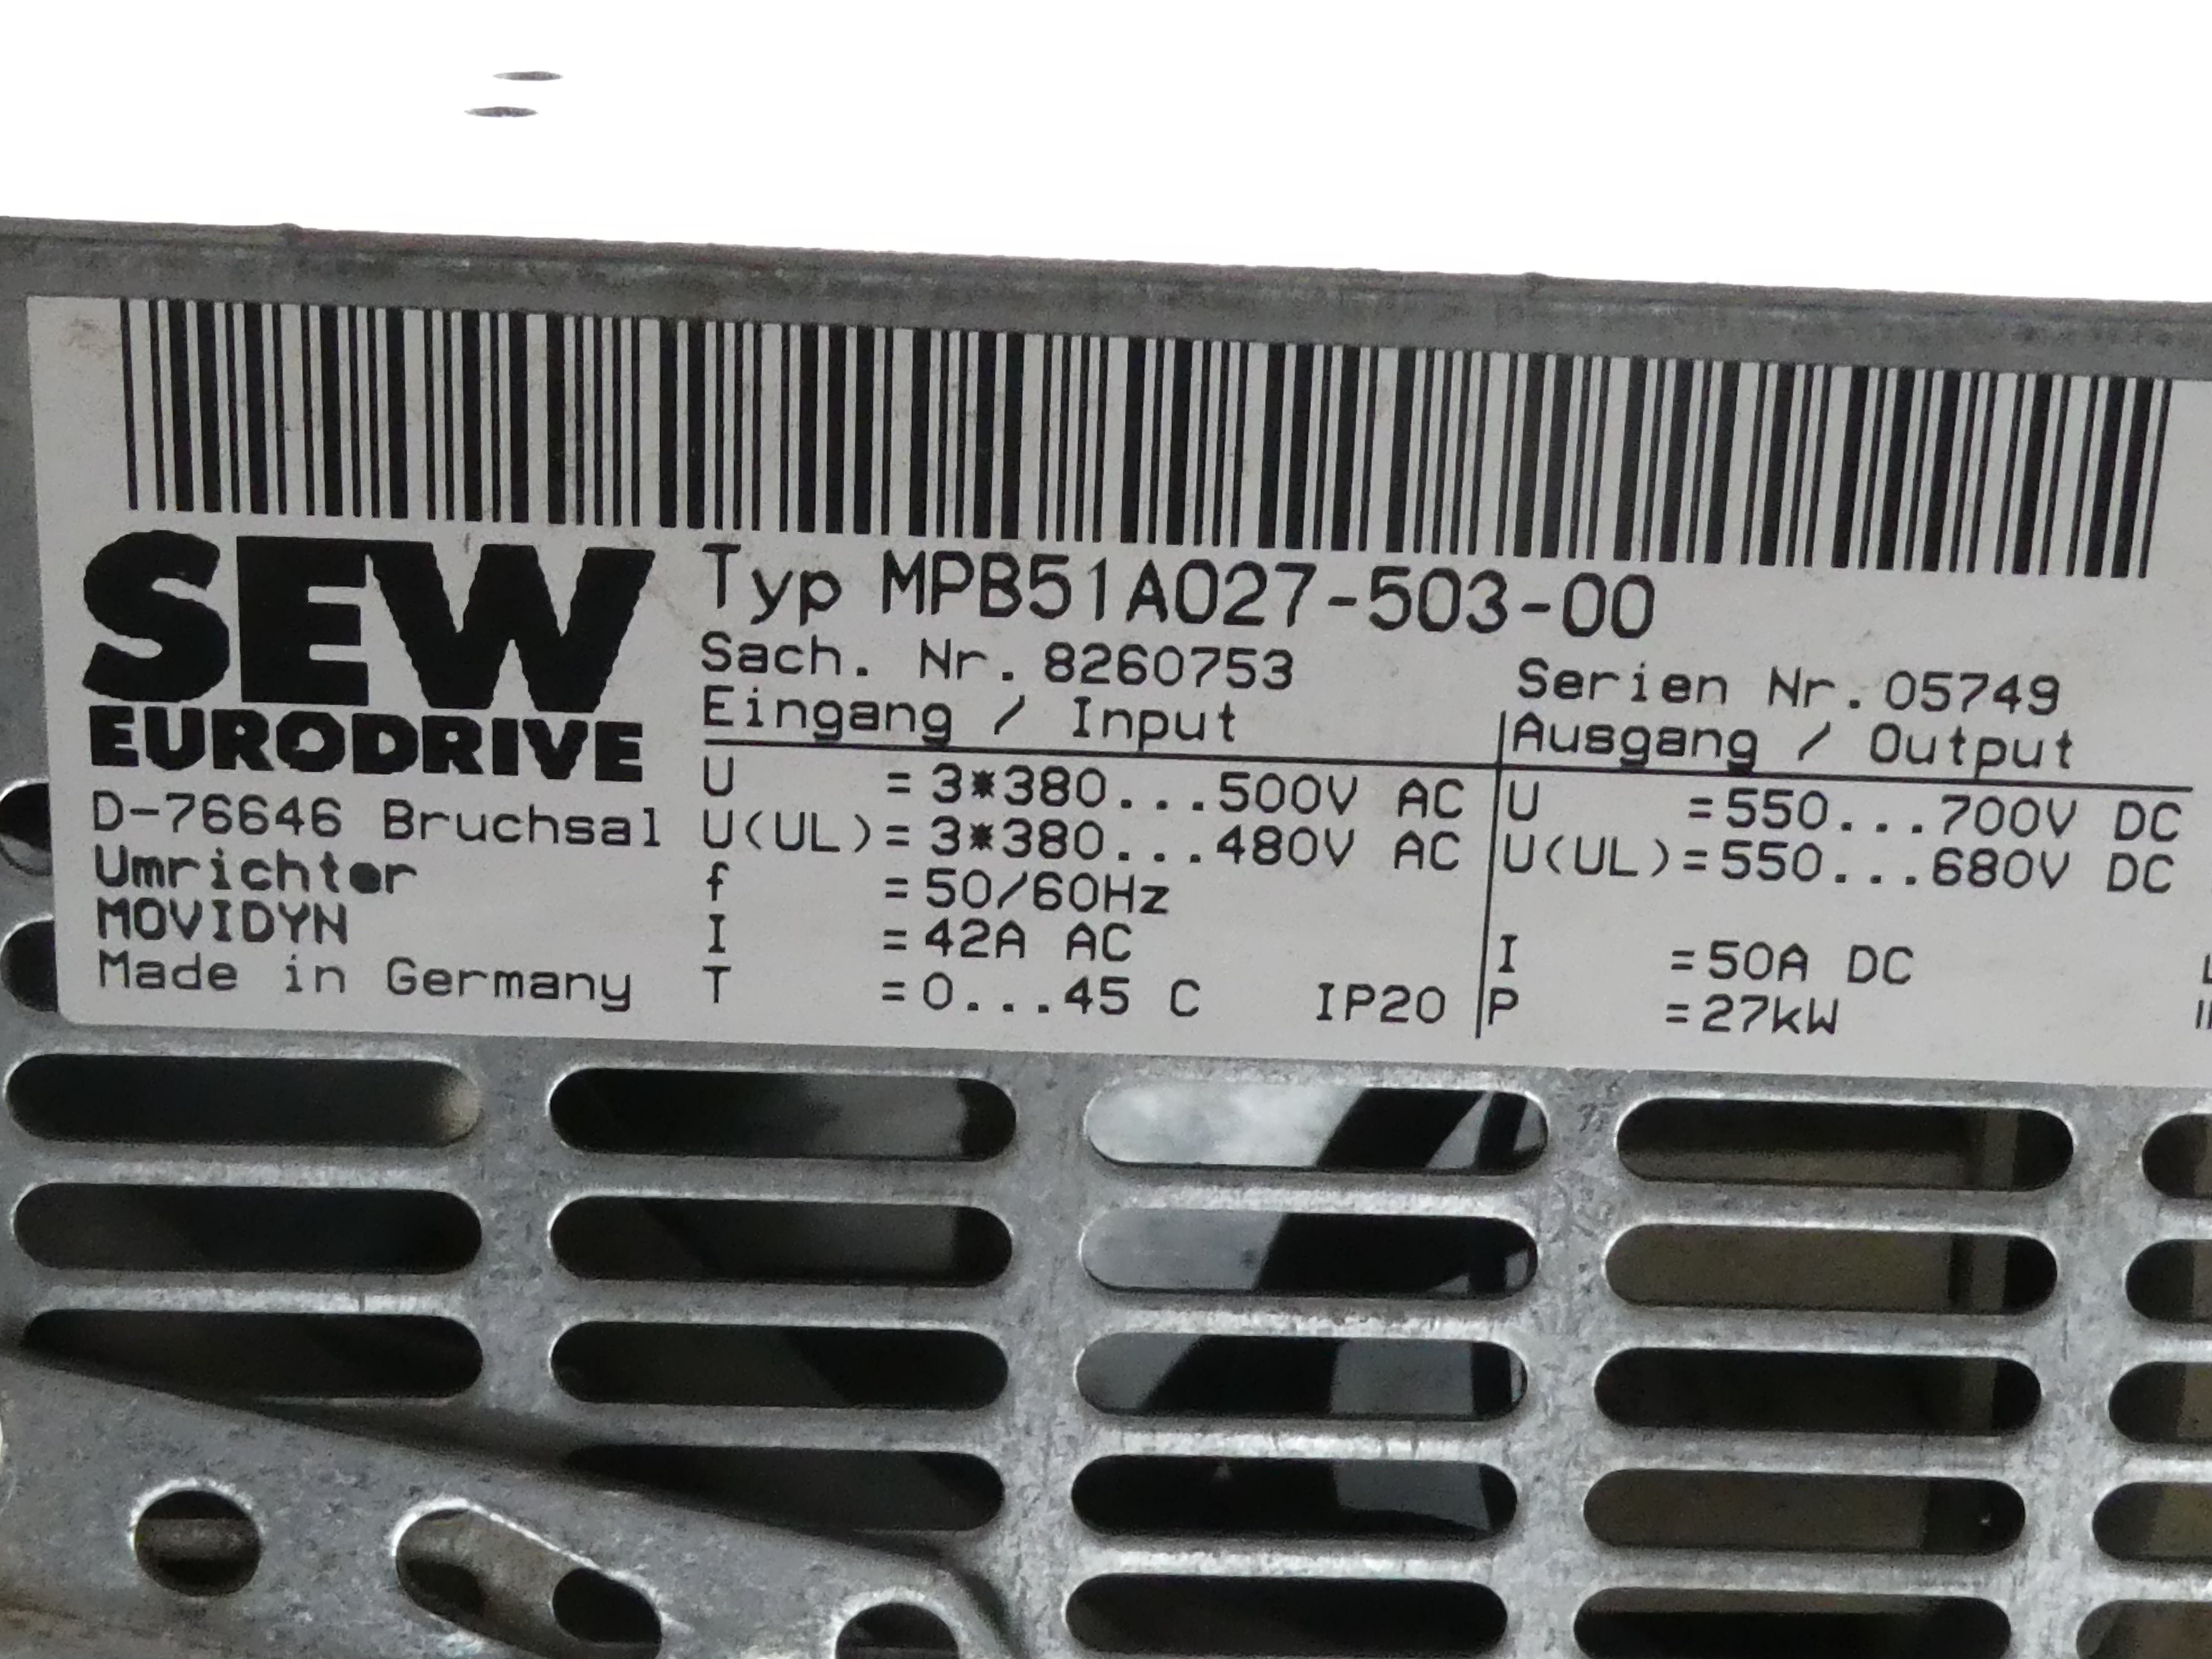 SEW
EURODRIVE
D-76646 Bruchsal
Umrichter
MOVIDYN
Made in Germany
Typ MPB51A027-503-00
Sach. Nr. 8260753 Serien Nr. 05749
Eingang / Input Ausgang / Output
U = 3*380...500V AC U =550...700V DC
U(UL)= 3*380...480V AC U(UL)=550...680V DC
f = 50/60Hz
I = 42A AC I =50A DC
T = 0...45 C IP20 P =27kW